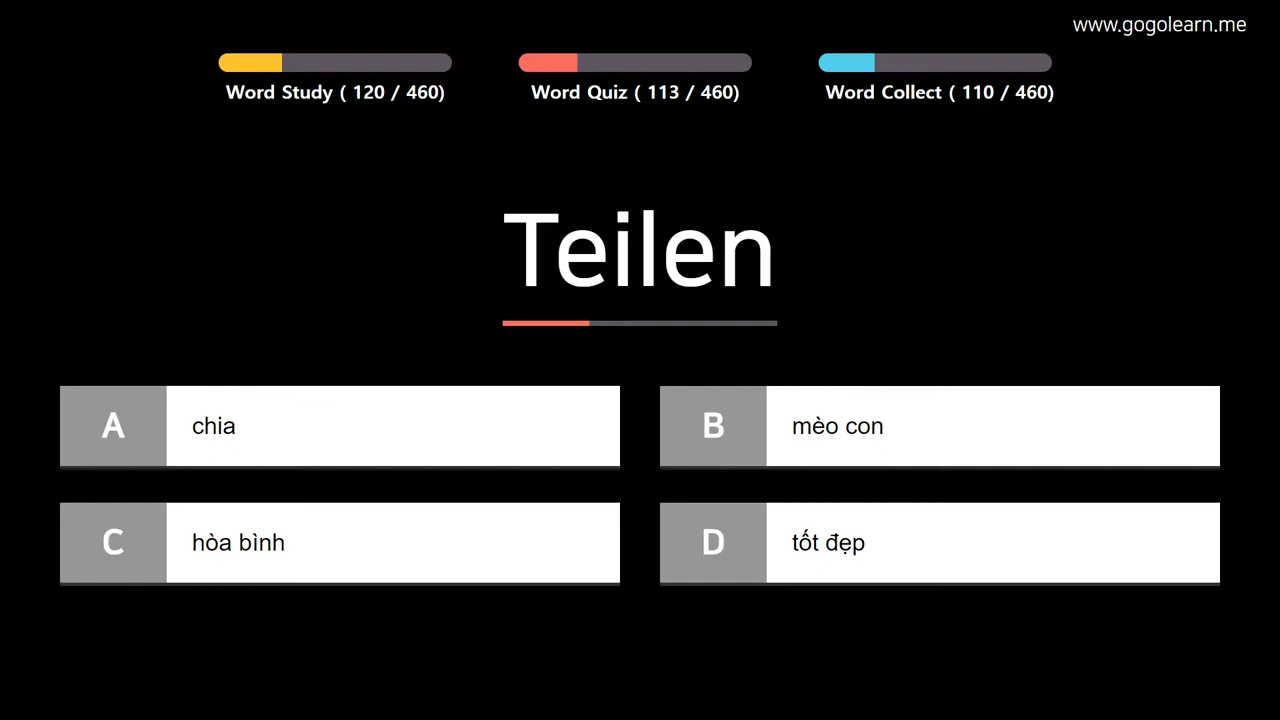 www.gogolearn.me
Word Study ( 120 / 460)
Word Quiz ( 113 / 460)
Word Collect ( 110 / 460)
Teilen
A chia
B mèo con
C hòa bình
D tốt đẹp